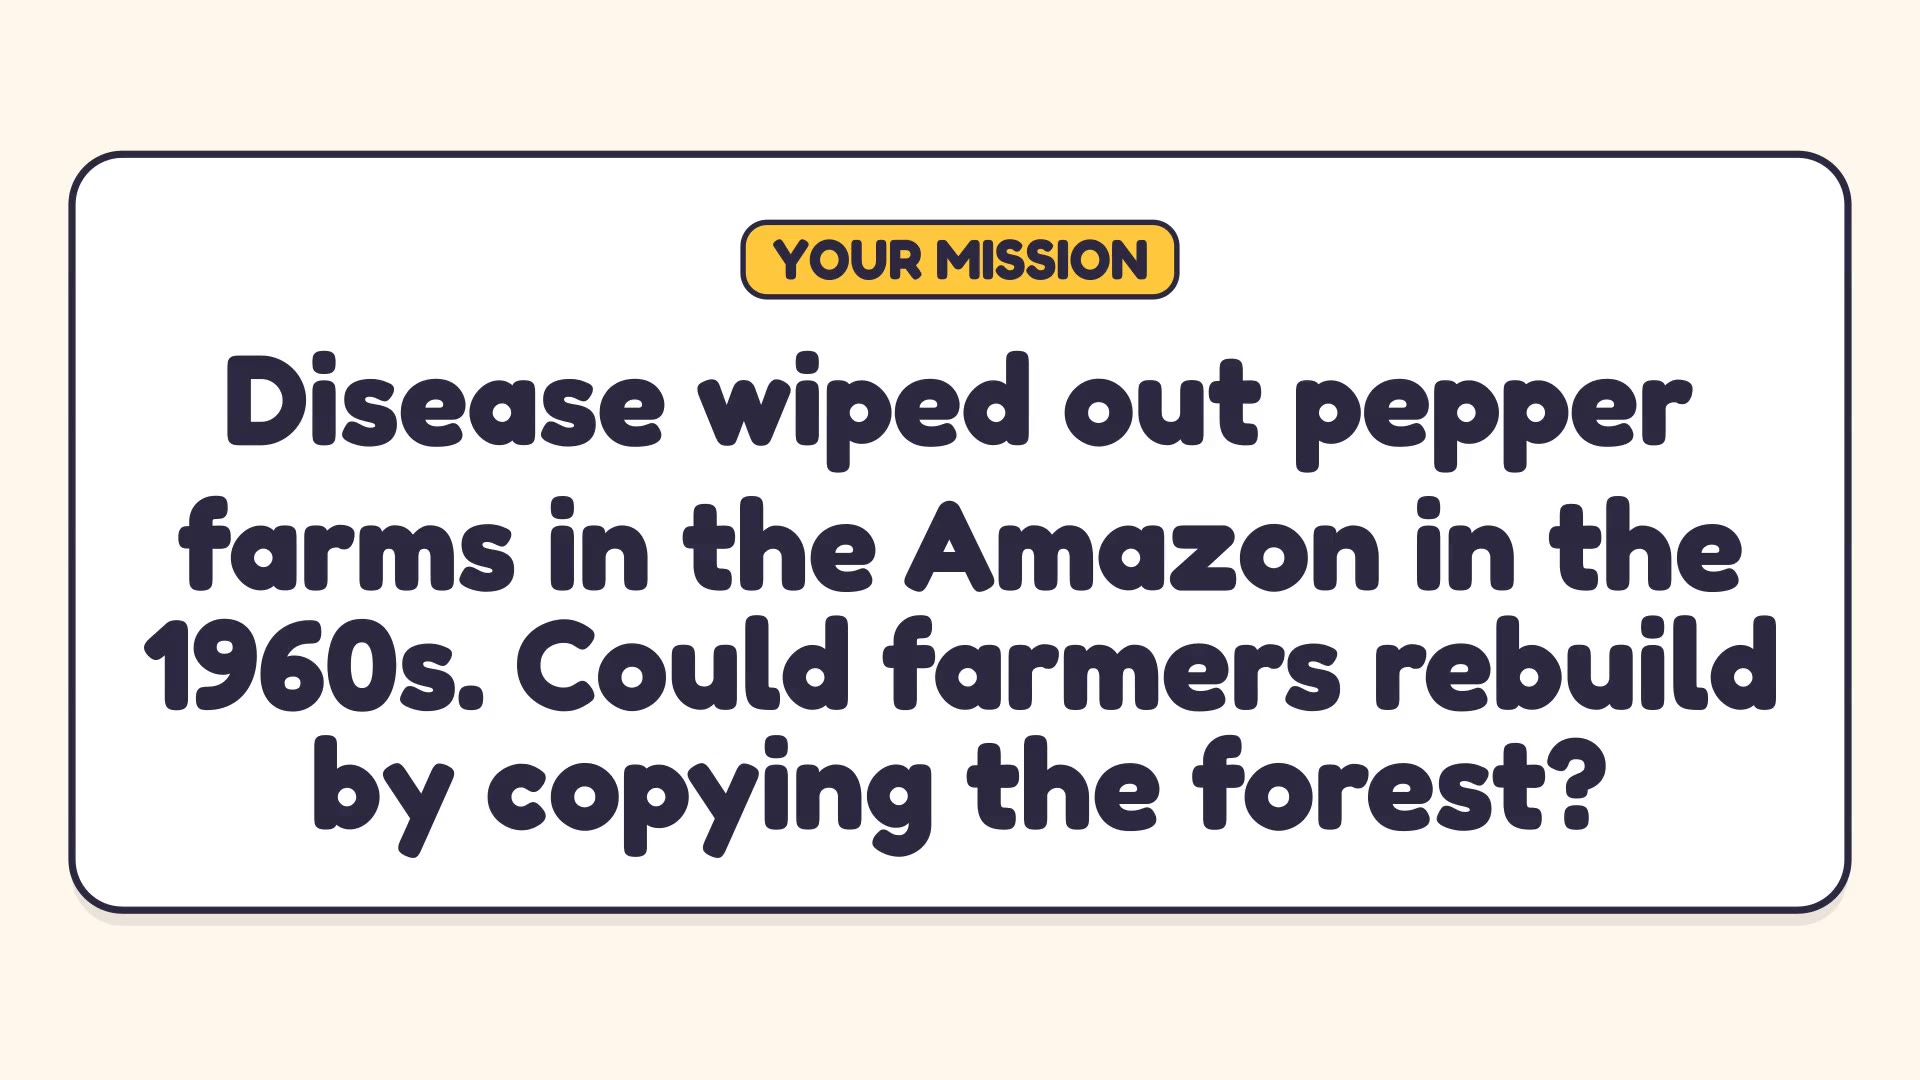 YOUR MISSION
Disease wiped out pepper
farms in the Amazon in the
1960s. Could farmers rebuild
by copying the forest?